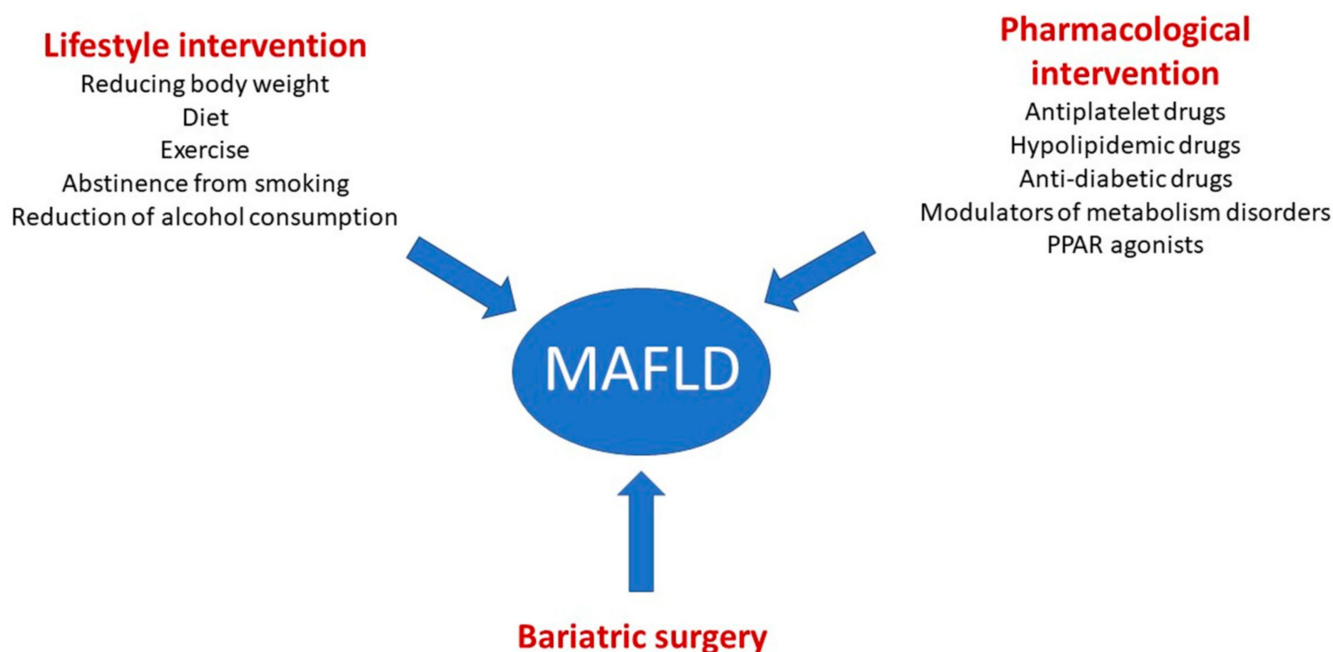 Lifestyle intervention
Reducing body weight
Diet
Exercise
Abstinence from smoking
Reduction of alcohol consumption
Pharmacological
intervention
Antiplatelet drugs
Hypolipidemic drugs
Anti-diabetic drugs
Modulators of metabolism disorders
PPAR agonists
MAFLD
Bariatric surgery